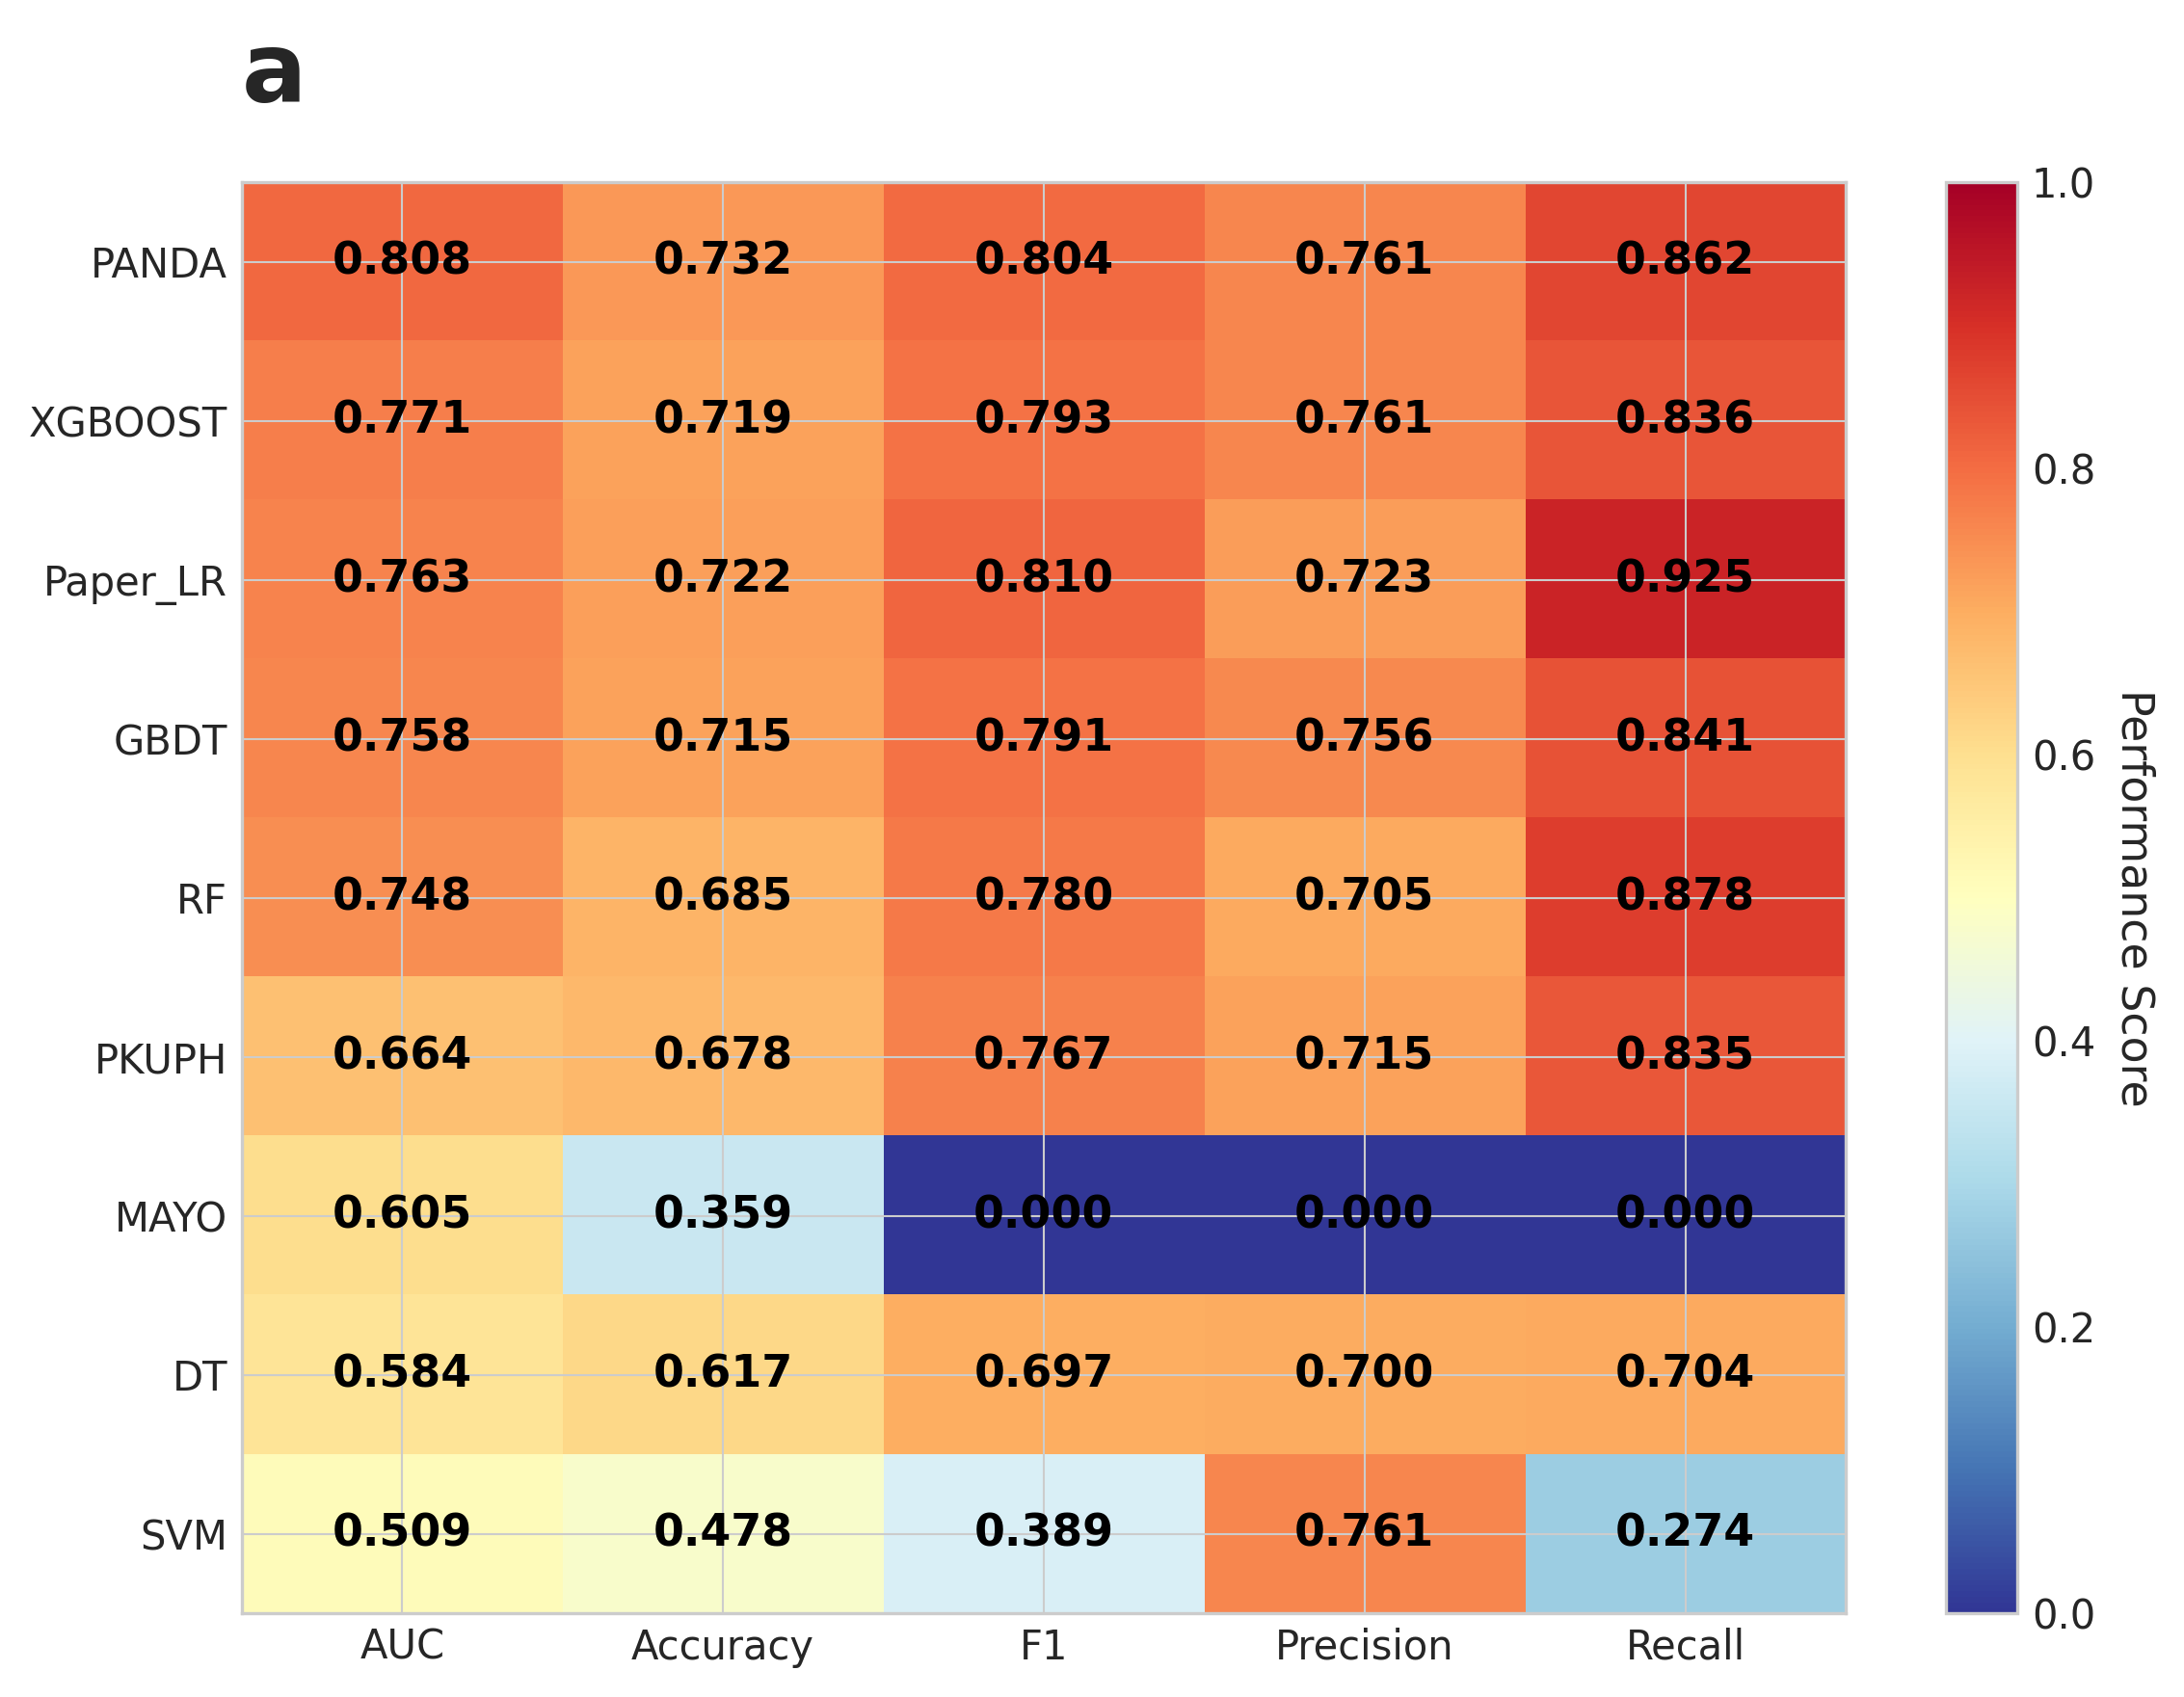 a
PANDA 0.808 0.732 0.804 0.761 0.862
XGBOOST 0.771 0.719 0.793 0.761 0.836
Paper_LR 0.763 0.722 0.810 0.723 0.925
GBDT 0.758 0.715 0.791 0.756 0.841
RF 0.748 0.685 0.780 0.705 0.878
PKUPH 0.664 0.678 0.767 0.715 0.835
MAYO 0.605 0.359 0.000 0.000 0.000
DT 0.584 0.617 0.697 0.700 0.704
SVM 0.509 0.478 0.389 0.761 0.274
AUC Accuracy F1 Precision Recall
1.0
0.8
0.6
0.4
0.2
0.0
Performance Score